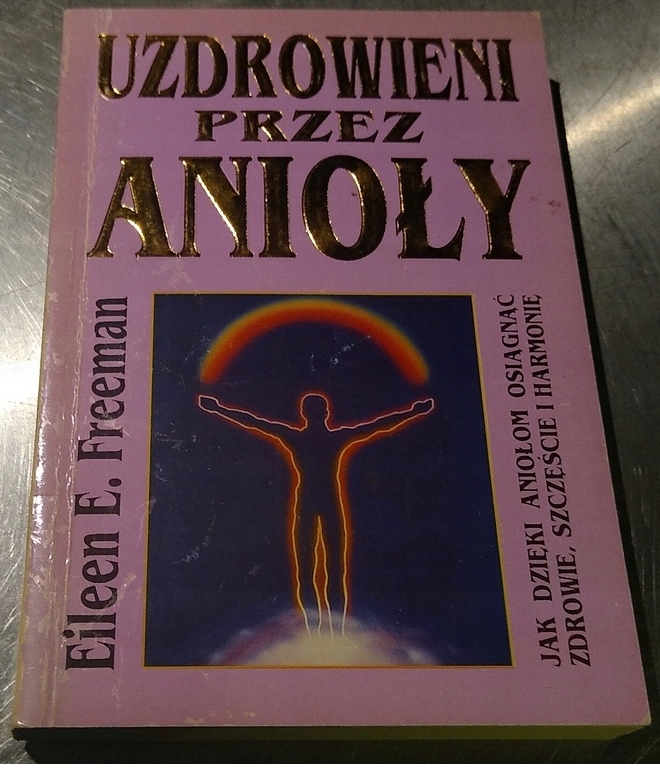 UZDROWIENI
PRZEZ
ANIOŁY
Eileen E. Freeman
JAK DZIĘKI ANIOŁOM OSIĄGNĄĆ
ZDROWIE, SZCZĘŚCIE I HARMONIĘ